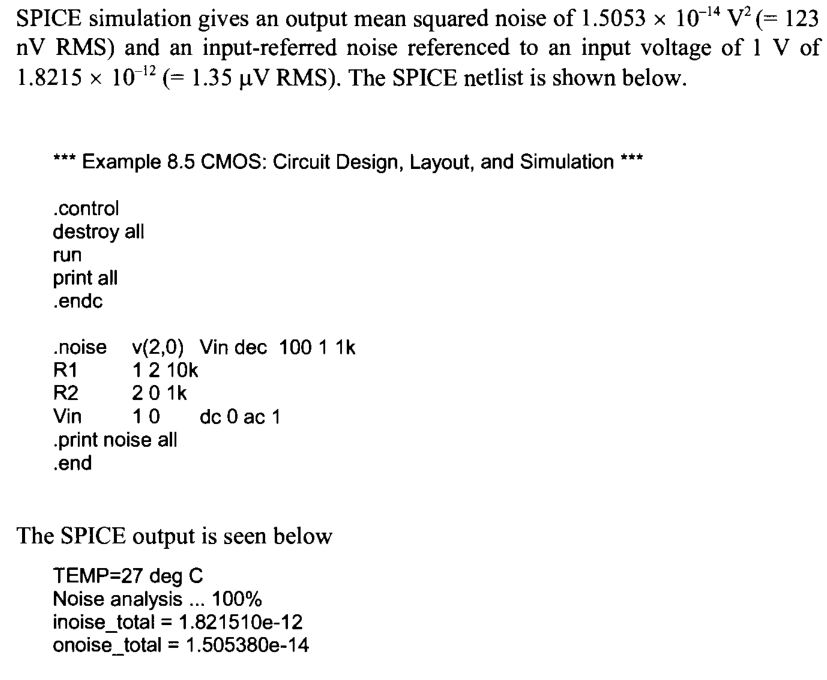 SPICE simulation gives an output mean squared noise of 1.5053 × 10⁻¹⁴ V² (= 123
nV RMS) and an input-referred noise referenced to an input voltage of 1 V of
1.8215 × 10⁻¹² (= 1.35 μV RMS). The SPICE netlist is shown below.
*** Example 8.5 CMOS: Circuit Design, Layout, and Simulation ***
.control
destroy all
run
print all
.endc
.noise v(2,0) Vin dec 100 1 1k
R1 1 2 10k
R2 2 0 1k
Vin 1 0 dc 0 ac 1
.print noise all
.end
The SPICE output is seen below
TEMP=27 deg C
Noise analysis ... 100%
inoise_total = 1.821510e-12
onoise_total = 1.505380e-14